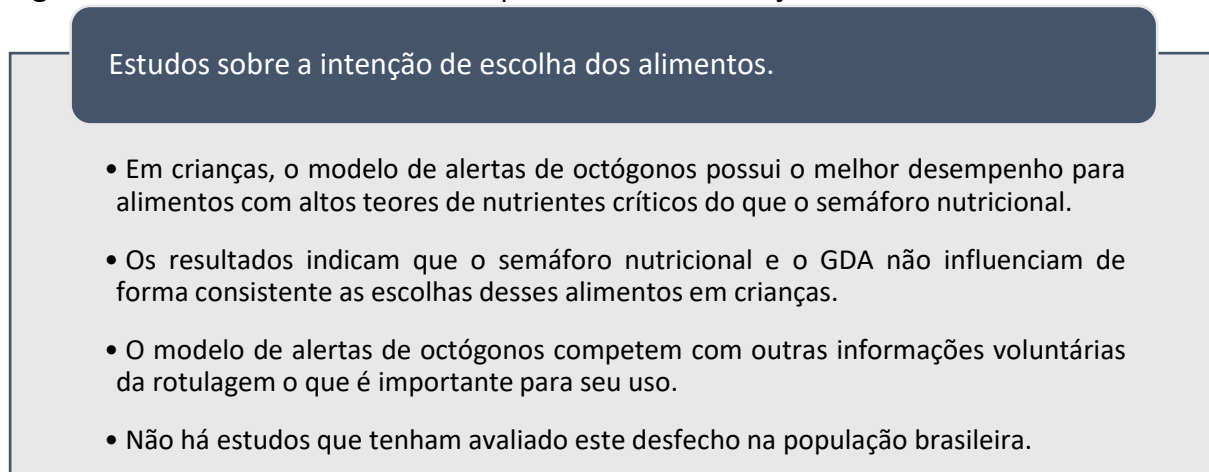 Estudos sobre a intenção de escolha dos alimentos.
• Em crianças, o modelo de alertas de octógonos possui o melhor desempenho para
alimentos com altos teores de nutrientes críticos do que o semáforo nutricional.
• Os resultados indicam que o semáforo nutricional e o GDA não influenciam de
forma consistente as escolhas desses alimentos em crianças.
• O modelo de alertas de octógonos competem com outras informações voluntárias
da rotulagem o que é importante para seu uso.
• Não há estudos que tenham avaliado este desfecho na população brasileira.